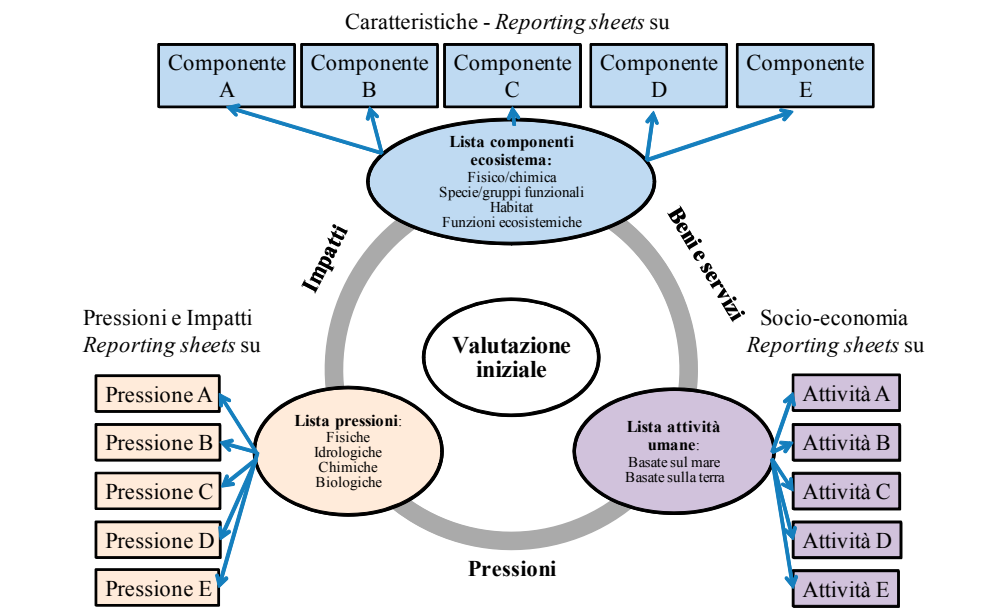 Caratteristiche - Reporting sheets su
Componente
A
Componente
B
Componente
C
Componente
D
Componente
E
Lista componenti
ecosistema:
Fisico/chimica
Specie/gruppi funzionali
Habitat
Funzioni ecosistemiche
Impatti
Beni e servizi
Valutazione
iniziale
Pressioni e Impatti
Reporting sheets su
Pressione A
Pressione B
Pressione C
Pressione D
Pressione E
Lista pressioni:
Fisiche
Idrologiche
Chimiche
Biologiche
Socio-economia
Reporting sheets su
Lista attività
umane:
Basate sul mare
Basate sulla terra
Attività A
Attività B
Attività C
Attività D
Attività E
Pressioni